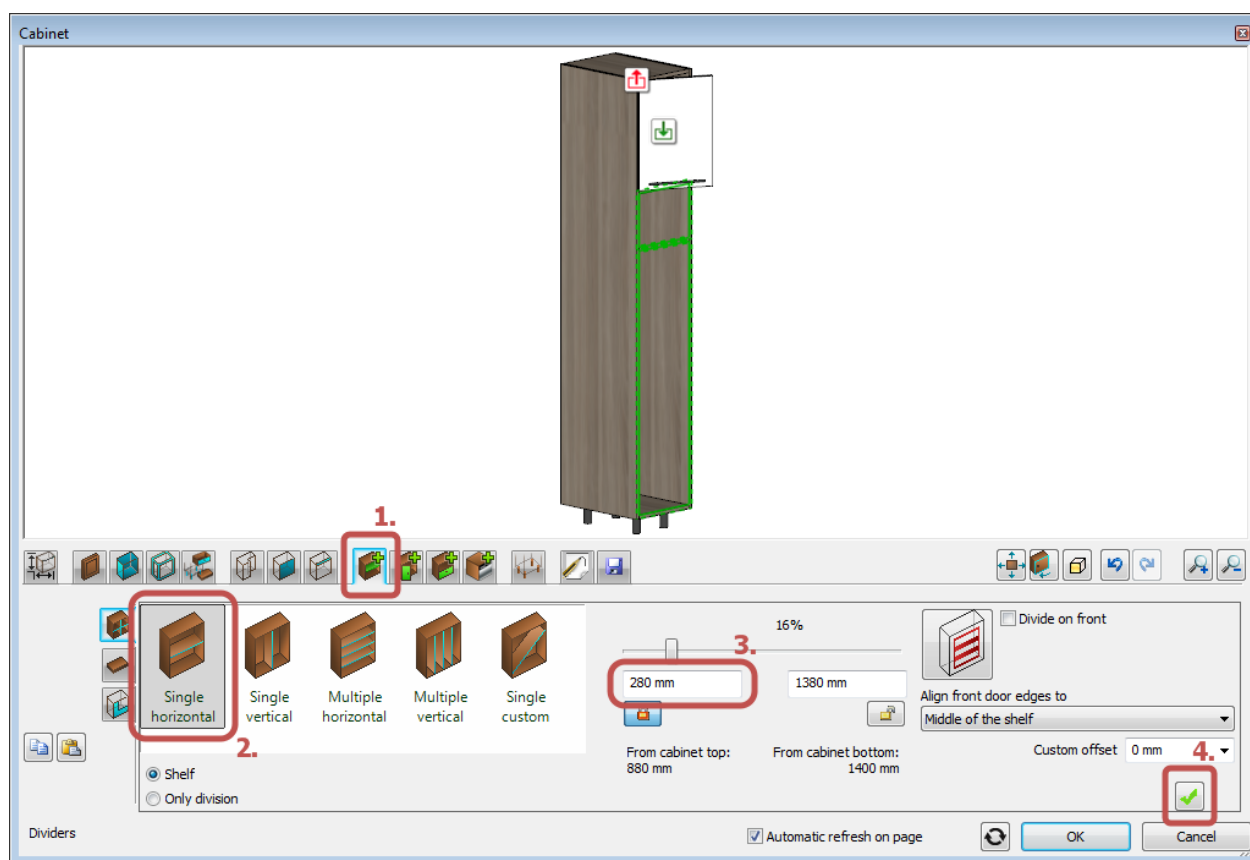 Cabinet
1.
Single
horizontal
Single
vertical
Multiple
horizontal
Multiple
vertical
Single
custom
2.
Shelf
Only division
16%
3.
280 mm
1380 mm
From cabinet top:
880 mm
From cabinet bottom:
1400 mm
Divide on front
Align front door edges to
Middle of the shelf
Custom offset
0 mm
4.
Dividers
Automatic refresh on page
OK
Cancel